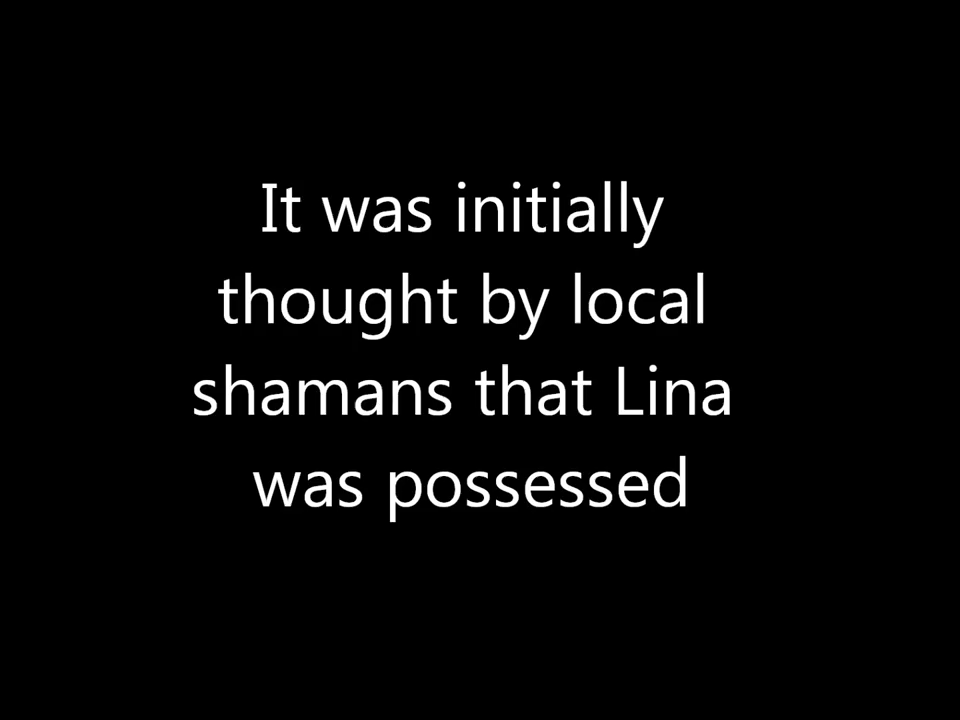 It was initially
thought by local
shamans that Lina
was possessed